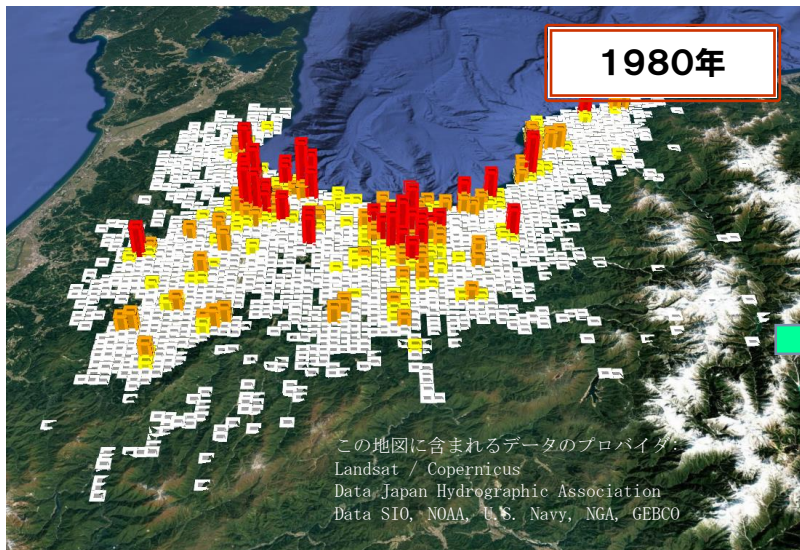 1980年
この地図に含まれるデータのプロバイダ:
Landsat / Copernicus
Data Japan Hydrographic Association
Data SIO, NOAA, U.S. Navy, NGA, GEBCO